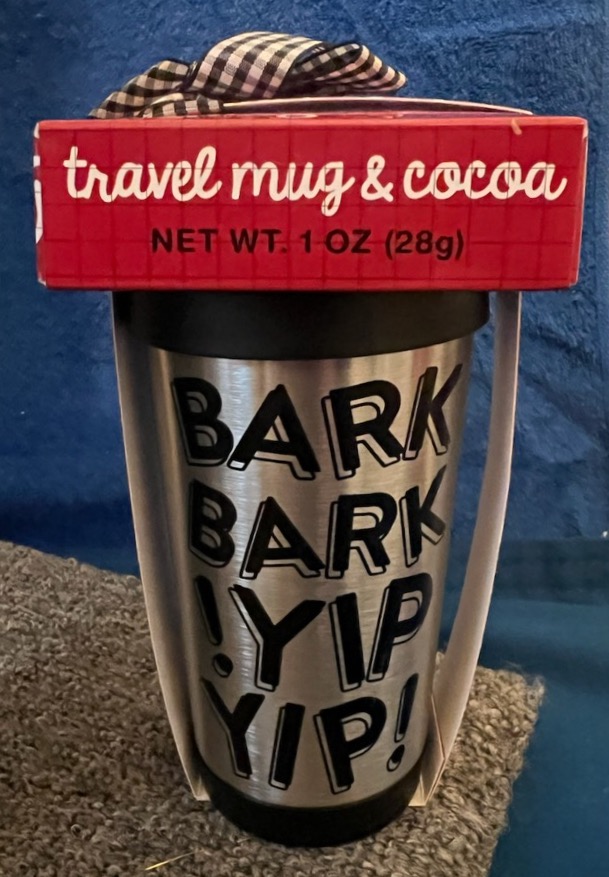 travel mug & cocoa
NET WT. 1 OZ (28g)
BARK
BARK
!YIP
YIP!